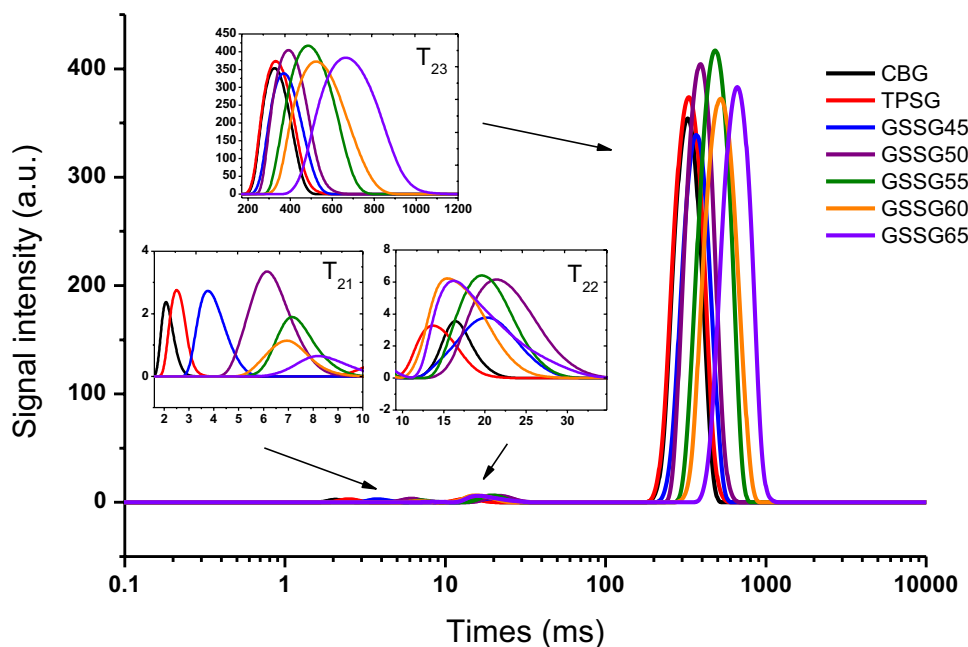 T23
450
400
350
300
250
200
150
100
50
0
200 400 600 800 1000 1200
CBG
TPSG
GSSG45
GSSG50
GSSG55
GSSG60
GSSG65
T21
4
2
0
2 3 4 5 6 7 8 9 10
T22
8
6
4
2
0
-2
10 15 20 25 30
Signal intensity (a.u.)
400
300
200
100
0
0.1 1 10 100 1000 10000
Times (ms)